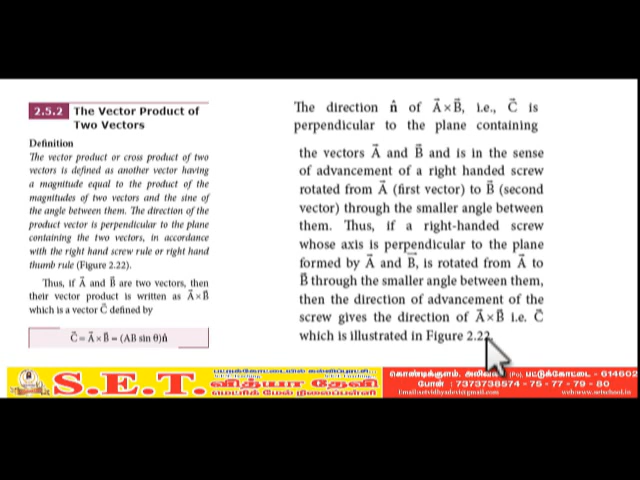 2.5.2 The Vector Product of
Two Vectors
Definition
The vector product or cross product of two
vectors is defined as another vector having
a magnitude equal to the product of the
magnitudes of two vectors and the sine of
the angle between them. The direction of the
product vector is perpendicular to the plane
containing the two vectors, in accordance
with the right hand screw rule or right hand
thumb rule (Figure 2.22).
Thus, if A⃗ and B⃗ are two vectors, then
their vector product is written as A⃗×B⃗
which is a vector C⃗ defined by
C⃗ = A⃗×B⃗ = (AB sin θ)n̂
The direction n̂ of A⃗×B⃗, i.e., C⃗ is
perpendicular to the plane containing
the vectors A⃗ and B⃗ and is in the sense
of advancement of a right handed screw
rotated from A⃗ (first vector) to B⃗ (second
vector) through the smaller angle between
them. Thus, if a right-handed screw
whose axis is perpendicular to the plane
formed by A⃗ and B⃗, is rotated from A⃗ to
B⃗ through the smaller angle between them,
then the direction of advancement of the
screw gives the direction of A⃗×B⃗ i.e. C⃗
which is illustrated in Figure 2.22
S.E.T.
வித்யா தேவி
மெட்ரிக் மேல் நிலைப்பள்ளி
பட்டுக்கோட்டை - 614602
போன் : 7373738574 - 75 - 77 - 79 - 80